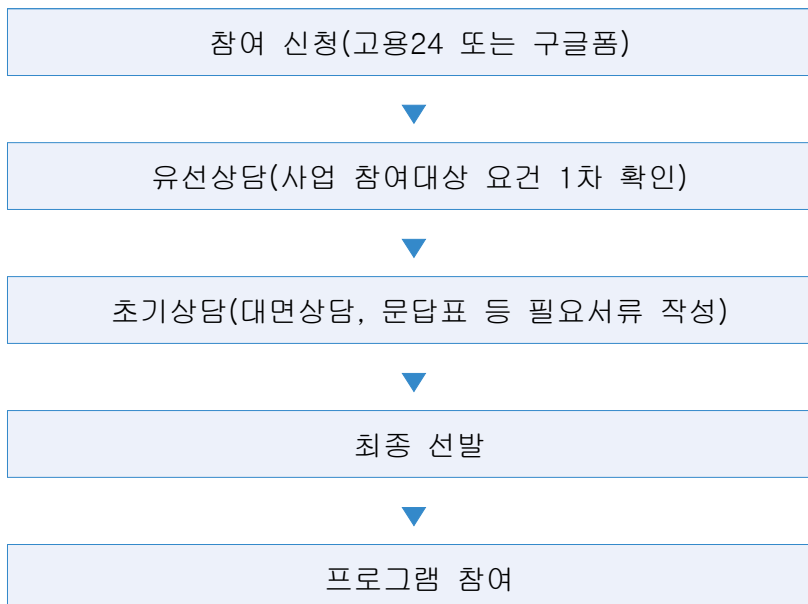 참여 신청(고용24 또는 구글폼)
유선상담(사업 참여대상 요건 1차 확인)
초기상담(대면상담, 문답표 등 필요서류 작성)
최종 선발
프로그램 참여